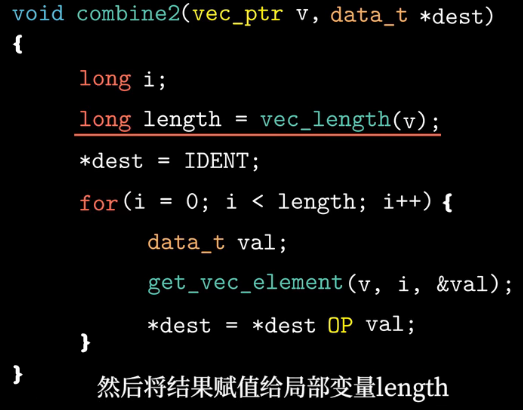 void combine2(vec_ptr v, data_t *dest)
{
long i;
long length = vec_length(v);
*dest = IDENT;
for(i = 0; i < length; i++){
data_t val;
get_vec_element(v, i, &val);
*dest = *dest OP val;
}
}
然后将结果赋值给局部变量length